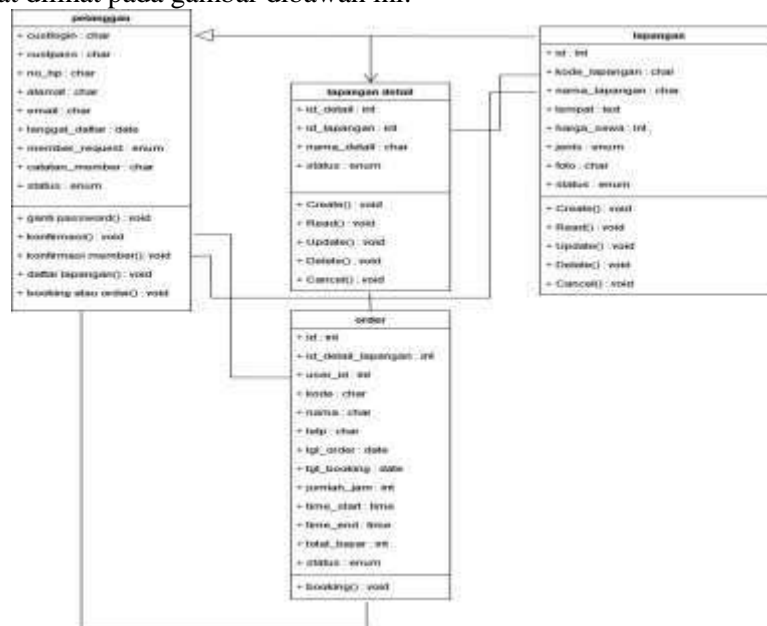 dilihat pada gambar dibawah ini.
pelanggan
+ custlogin : char
+ custpass : char
+ no_hp : char
+ alamat : char
+ email : char
+ tanggal_daftar : date
+ member_request : enum
+ catatan_member : char
+ status : enum
+ ganti password() : void
+ konfirmasi() : void
+ konfirmasi member() : void
+ daftar lapangan() : void
+ booking atau order() : void
lapangan detail
+ id_detail : int
+ id_lapangan : int
+ nama_detail : char
+ status : enum
+ Create() : void
+ Read() : void
+ Update() : void
+ Delete() : void
+ Cancel() : void
lapangan
+ id : int
+ kode_lapangan : char
+ nama_lapangan : char
+ tempat : text
+ harga_sewa : int
+ jenis : enum
+ foto : char
+ status : enum
+ Create() : void
+ Read() : void
+ Update() : void
+ Delete() : void
+ Cancel() : void
order
+ id : int
+ id_detail_lapangan : int
+ user_id : int
+ kode : char
+ nama : char
+ telp : char
+ tgl_order : date
+ tgl_booking : date
+ jumlah_jam : int
+ time_start : time
+ time_end : time
+ total_bayar : int
+ status : enum
+ booking() : void